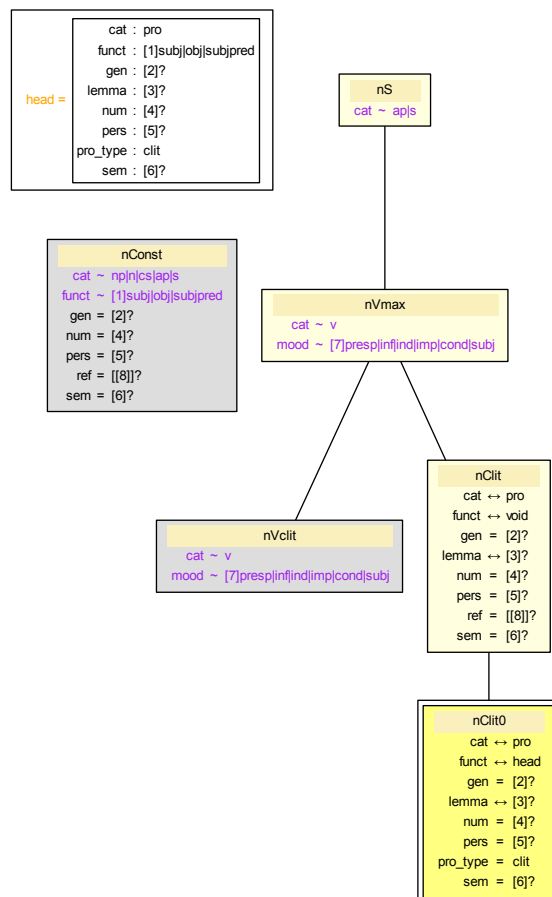 head =
cat : pro
funct : [1]subj|obj|subjpred
gen : [2]?
lemma : [3]?
num : [4]?
pers : [5]?
pro_type : clit
sem : [6]?
nS
cat ~ ap|s
nConst
cat ~ np|n|cs|ap|s
funct ~ [1]subj|obj|subjpred
gen = [2]?
num = [4]?
pers = [5]?
ref = [[8]]?
sem = [6]?
nVmax
cat ~ v
mood ~ [7]presp|inf|ind|imp|cond|subj
nVclit
cat ~ v
mood ~ [7]presp|inf|ind|imp|cond|subj
nClit
cat ↔ pro
funct ↔ void
gen = [2]?
lemma ↔ [3]?
num = [4]?
pers = [5]?
ref = [[8]]?
sem = [6]?
nClit0
cat ↔ pro
funct ↔ head
gen = [2]?
lemma ↔ [3]?
num = [4]?
pers = [5]?
pro_type = clit
sem = [6]?